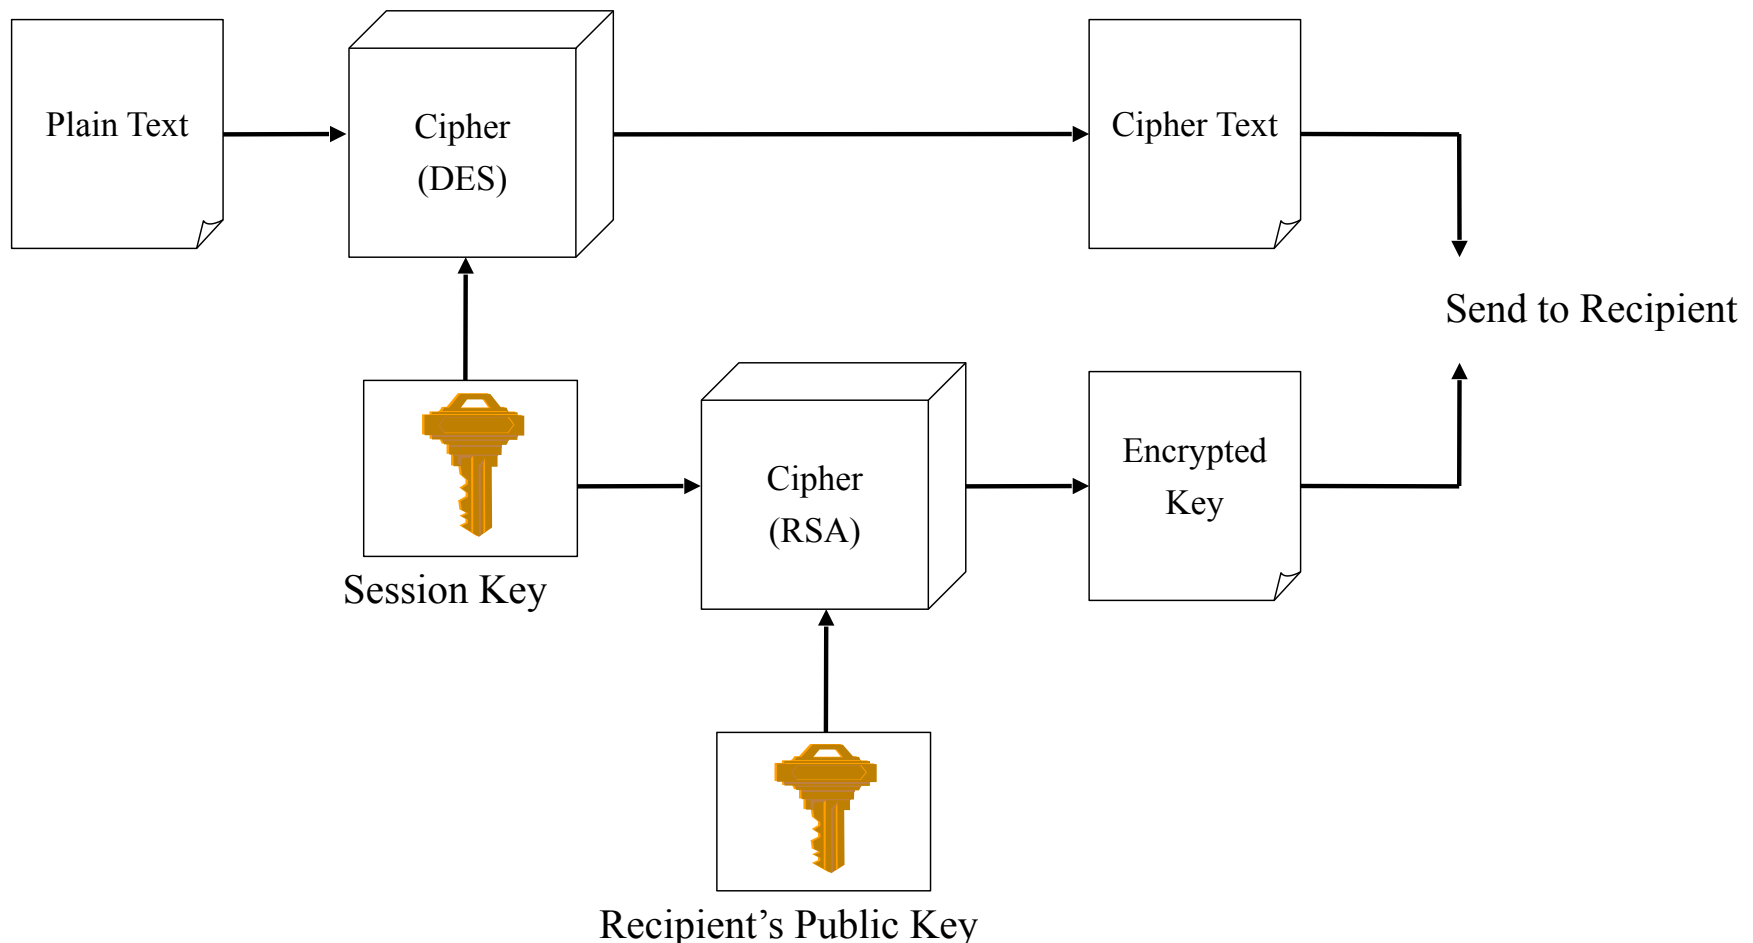 Plain Text
Cipher
(DES)
Cipher Text
Send to Recipient
Session Key
Cipher
(RSA)
Encrypted
Key
Recipient’s Public Key